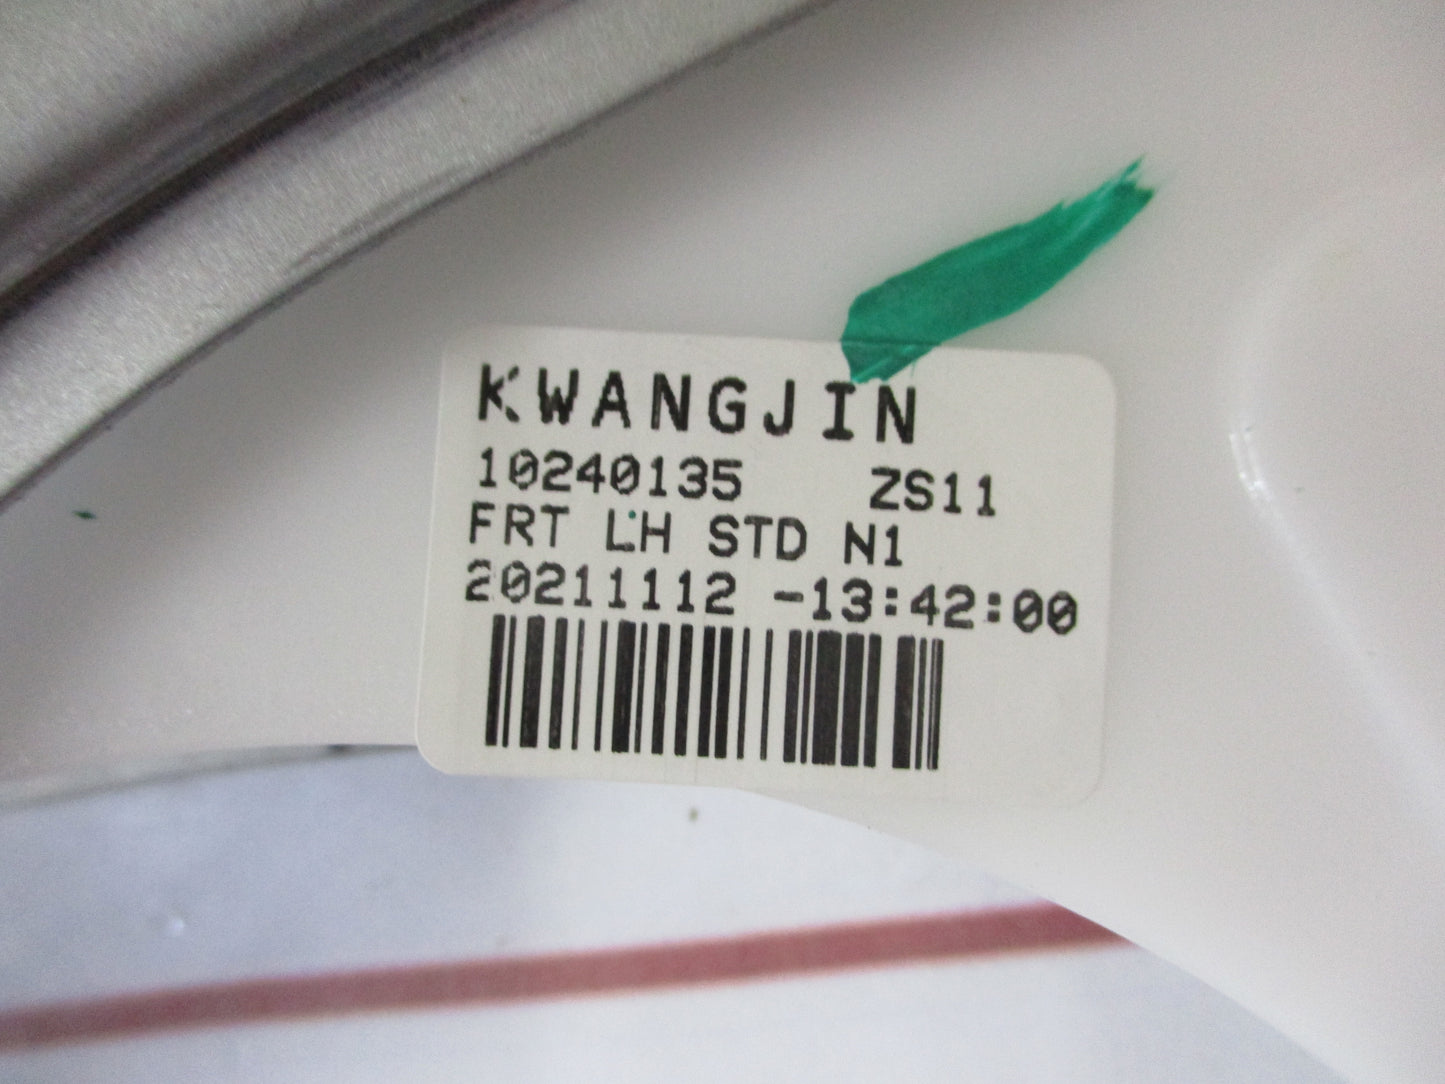 KWANGJIN
10240135 ZS11
FRT LH STD N1
20211112 -13:42:00